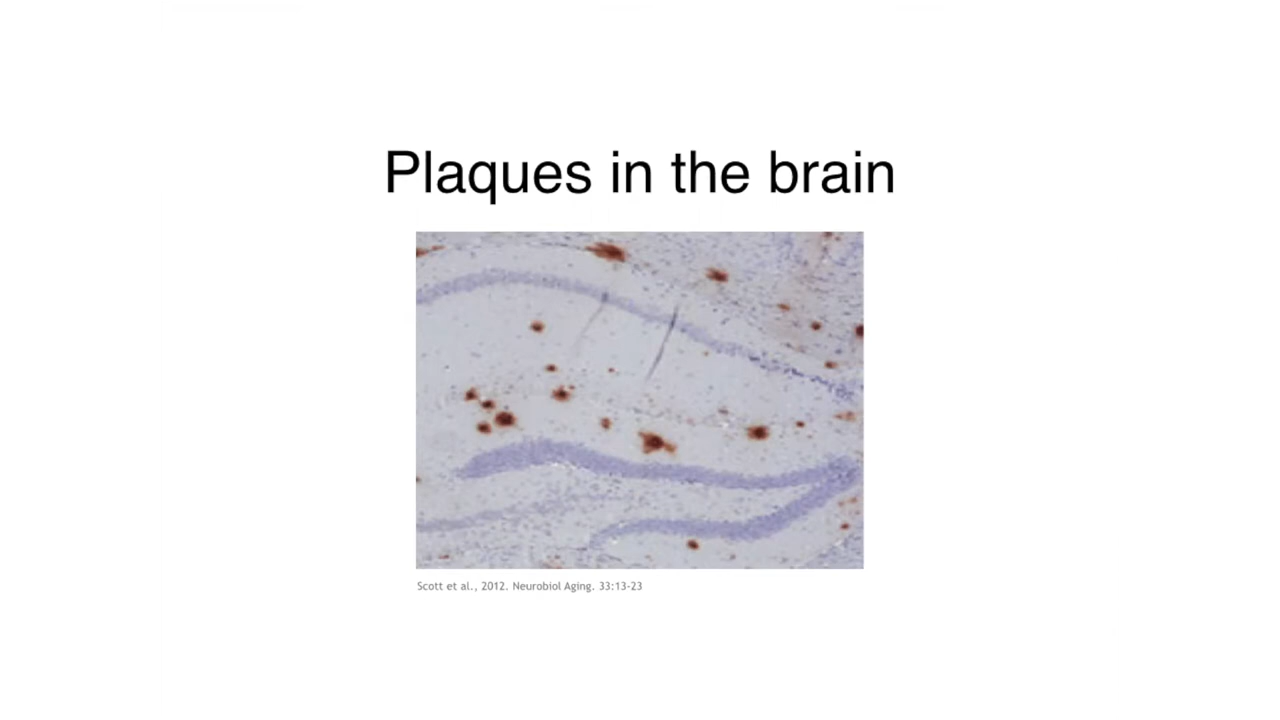 Plaques in the brain
Scott et al., 2012. Neurobiol Aging. 33:13-23